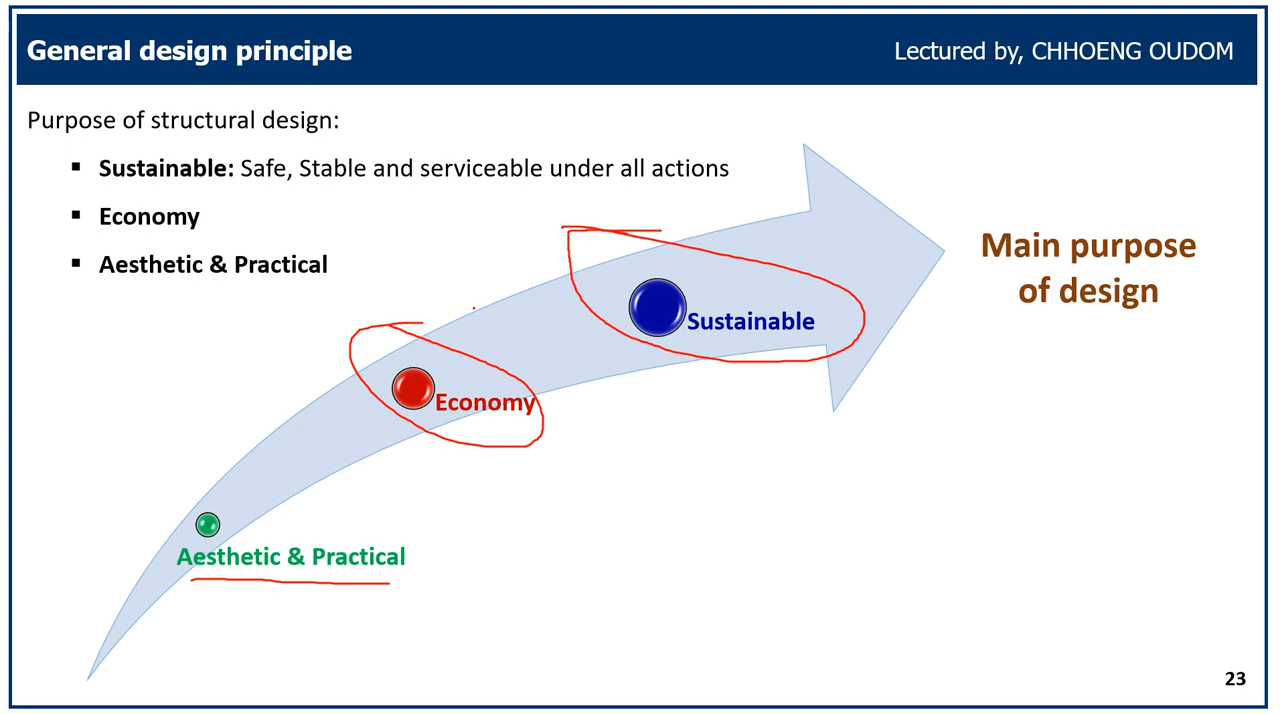 General design principle
Lectured by, CHHOENG OUDOM
Purpose of structural design:
▪ Sustainable: Safe, Stable and serviceable under all actions
▪ Economy
▪ Aesthetic & Practical
Main purpose
of design
Sustainable
Economy
Aesthetic & Practical
23